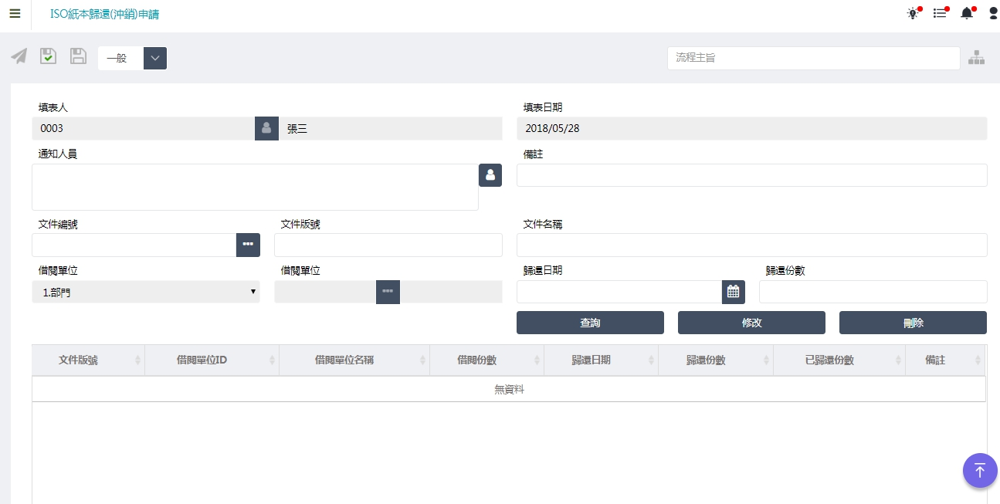 ISO紙本歸還(沖銷)申請
一般
流程主旨
填表人
填表日期
0003
張三
2018/05/28
通知人員
備註
文件編號
文件版號
文件名稱
借閱單位
借閱單位
歸還日期
歸還份數
1.部門
查詢
修改
刪除
文件版號
借閱單位ID
借閱單位名稱
借閱份數
歸還日期
歸還份數
已歸還份數
備註
無資料